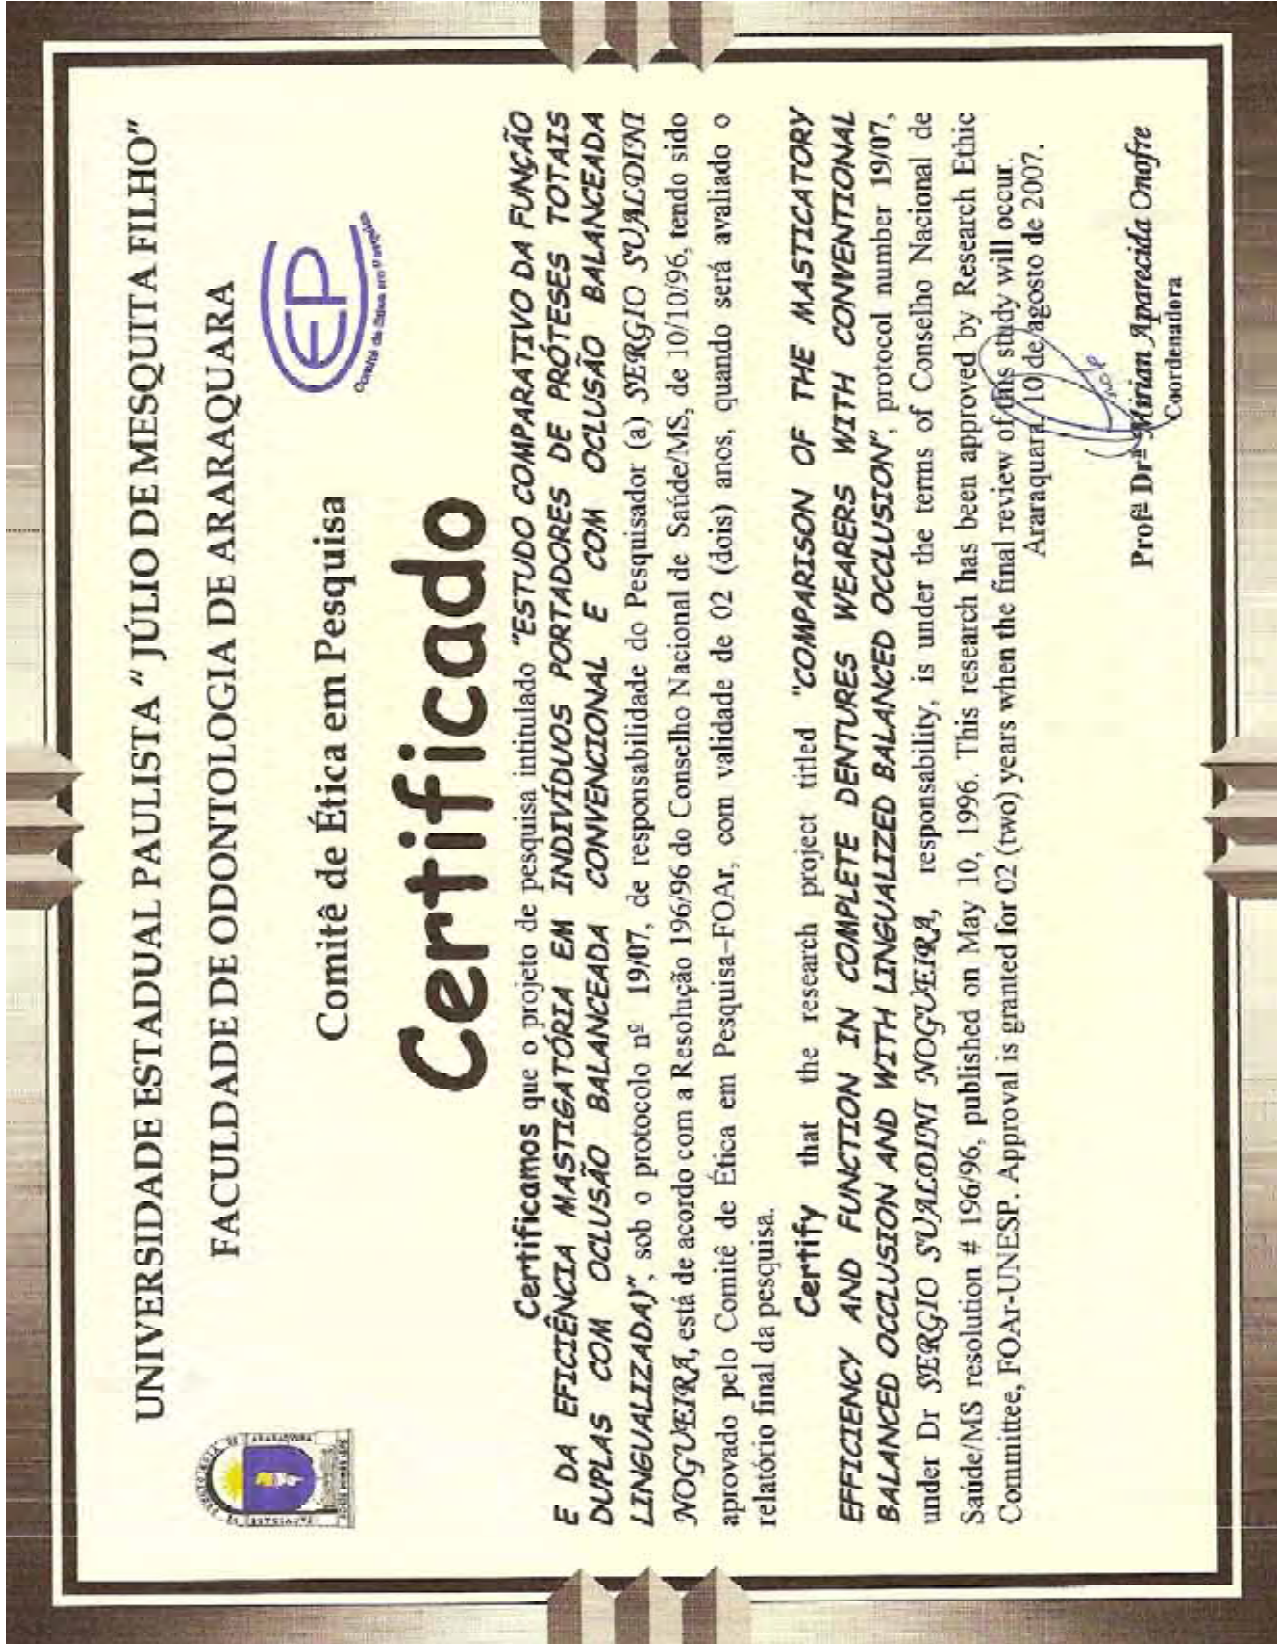 UNIVERSIDADE ESTADUAL PAULISTA “ JÚLIO DE MESQUITA FILHO”
FACULDADE DE ODONTOLOGIA DE ARARAQUARA
CEP
Comitê de Ética em Pesquisa
Comitê de Ética em Pesquisa
Certificado
Certificamos que o projeto de pesquisa intitulado "ESTUDO COMPARATIVO DA FUNÇÃO
E DA EFICIÊNCIA MASTIGATÓRIA EM INDIVÍDUOS PORTADORES DE PRÓTESES TOTAIS
DUPLAS COM OCLUSÃO BALANCEADA CONVENCIONAL E COM OCLUSÃO BALANCEADA
LINGUALIZADA)", sob o protocolo nº 19/07, de responsabilidade do Pesquisador (a) SERGIO SUALDINI
NOGUEIRA, está de acordo com a Resolução 196/96 do Conselho Nacional de Saúde/MS, de 10/10/96, tendo sido
aprovado pelo Comitê de Ética em Pesquisa-FOAr, com validade de 02 (dois) anos, quando será avaliado o
relatório final da pesquisa.
Certify that the research project titled "COMPARISON OF THE MASTICATORY
EFFICIENCY AND FUNCTION IN COMPLETE DENTURES WEARERS WITH CONVENTIONAL
BALANCED OCCLUSION AND WITH LINGUALIZED BALANCED OCCLUSION", protocol number 19/07,
under Dr SERGIO SUALDINI NOGUEIRA, responsability, is under the terms of Conselho Nacional de
Saúde/MS resolution # 196/96, published on May 10, 1996. This research has been approved by Research Ethic
Committee, FOAr-UNESP. Approval is granted for 02 (two) years when the final review of this study will occur.
Araraquara, 10 de agosto de 2007.
Profª Drª Mirian Aparecida Onofre
Coordenadora